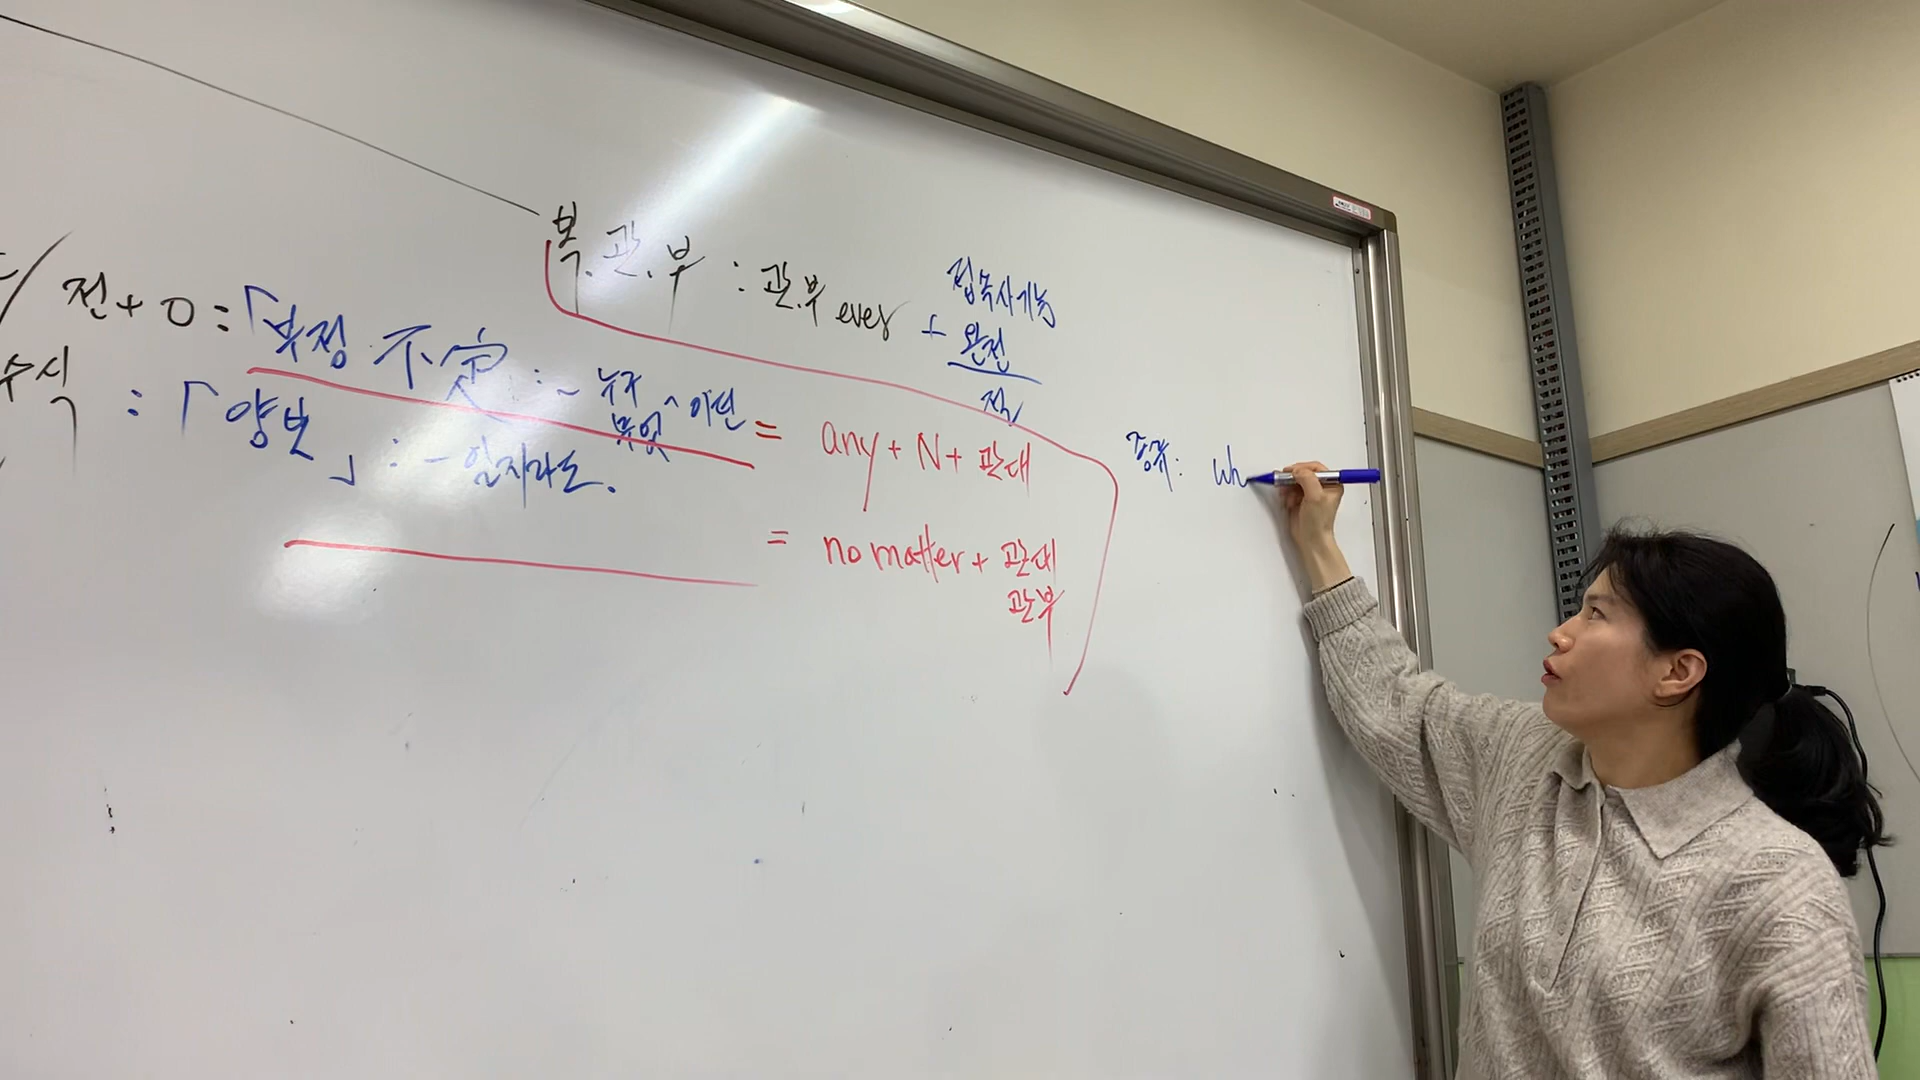 복.관.부 : 관.부 ever + 접속사기능
완전
전 + O : 「부정 不定 : ~ 누구 ~ 이던
무엇
수식 : 「양보」 : ~ 일지라도.
= any + N + 관대
= no matter + 관대
관부
종류 : wh